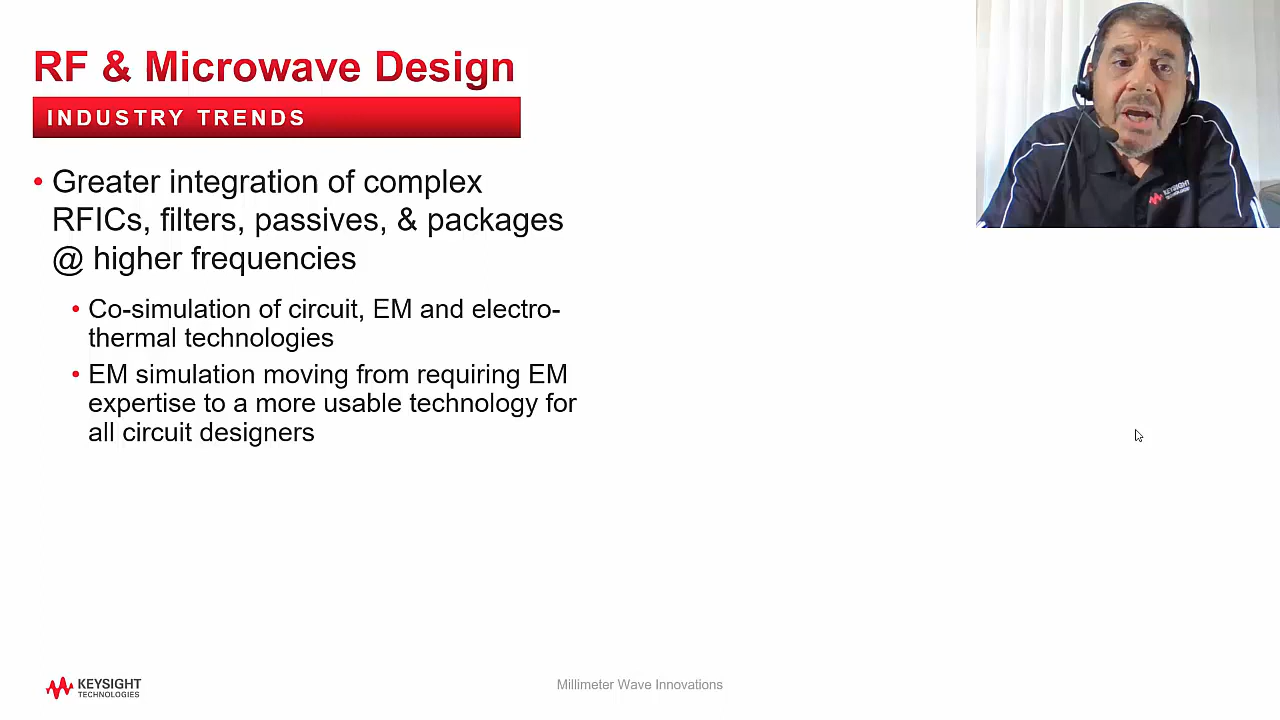 RF & Microwave Design
INDUSTRY TRENDS
• Greater integration of complex
RFICs, filters, passives, & packages
@ higher frequencies
• Co-simulation of circuit, EM and electro-
thermal technologies
• EM simulation moving from requiring EM
expertise to a more usable technology for
all circuit designers
KEYSIGHT
TECHNOLOGIES
Millimeter Wave Innovations
KEYSIGHT
TECHNOLOGIES